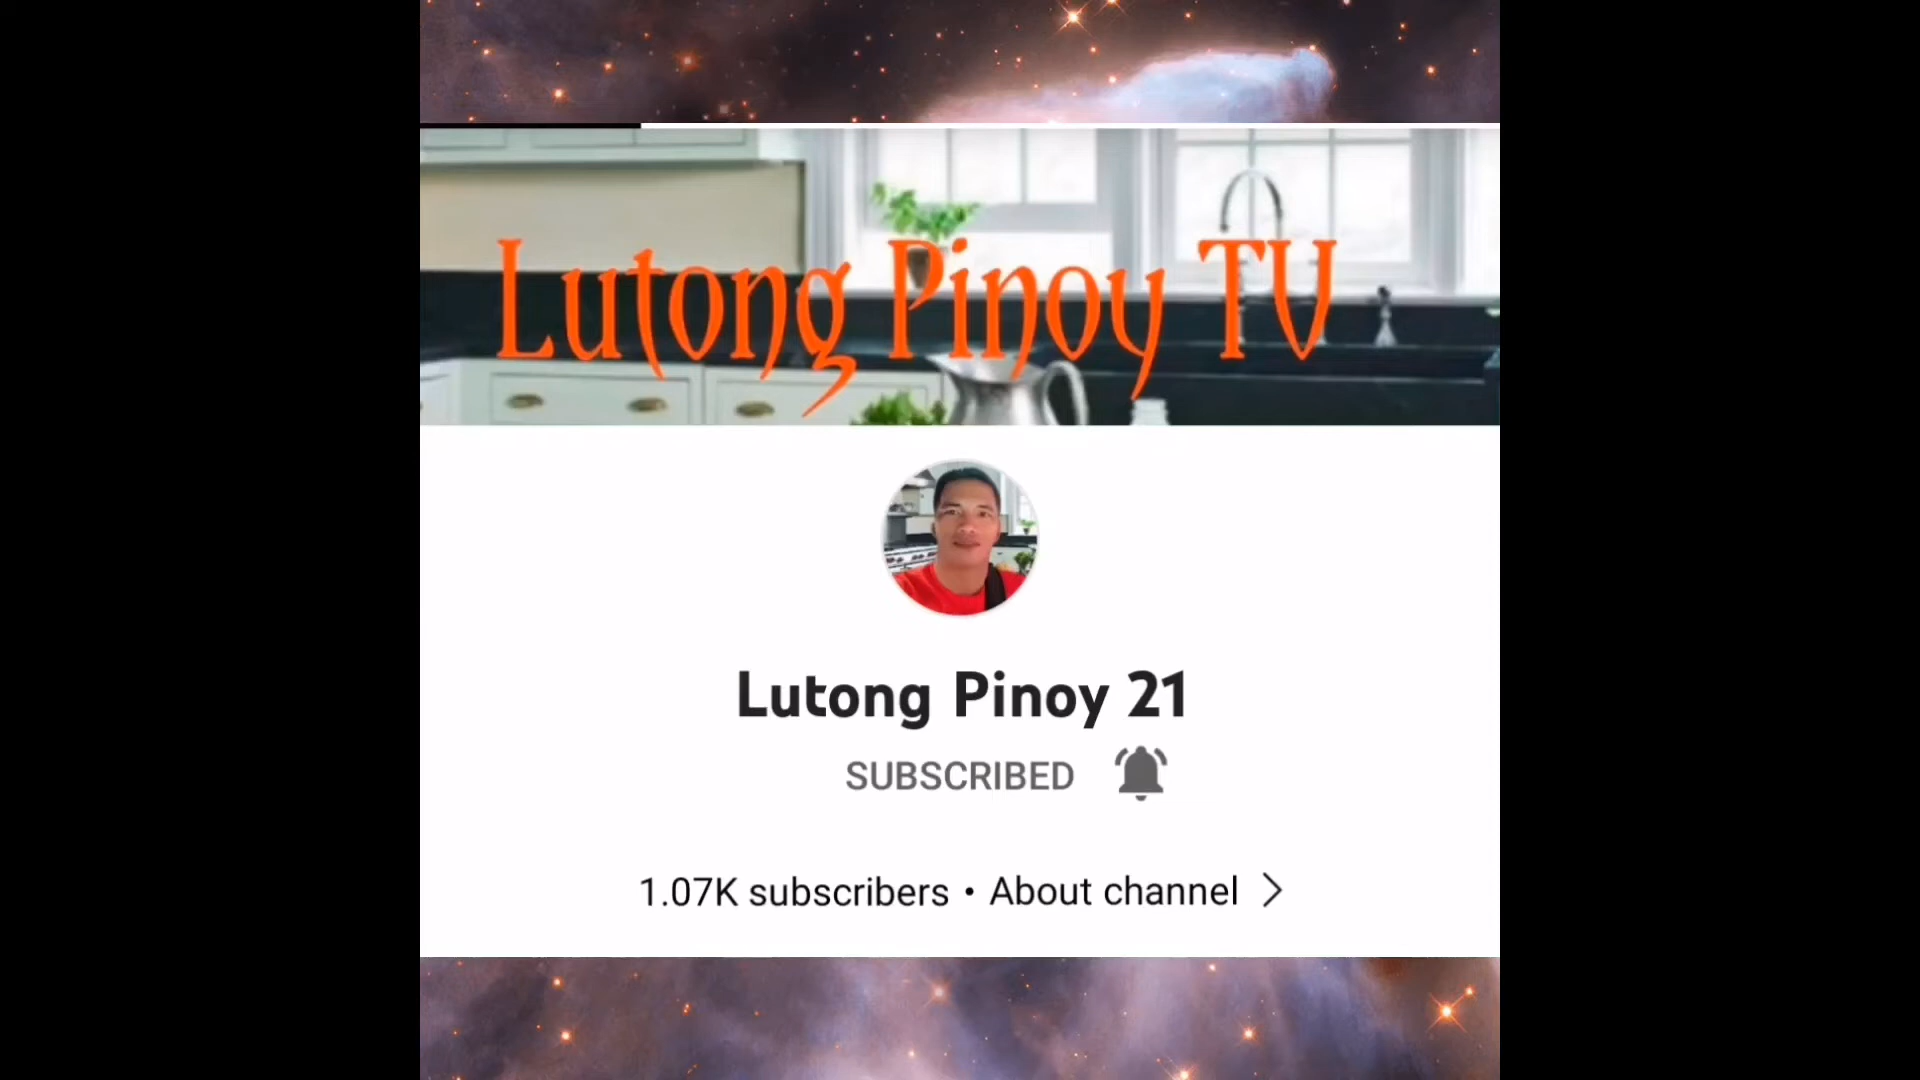 Lutong Pinoy TV
Lutong Pinoy 21
SUBSCRIBED
1.07K subscribers • About channel >